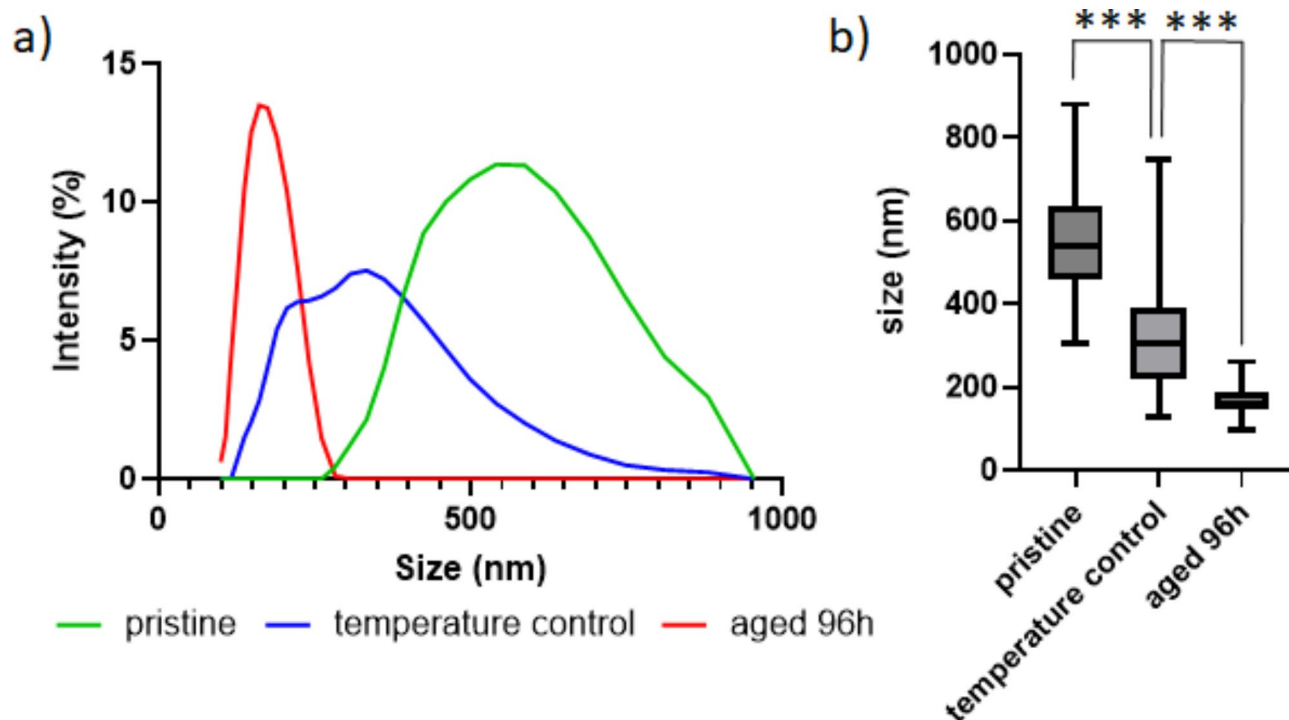 a)
15
10
5
0
Intensity (%)
0 500 1000
Size (nm)
pristine temperature control aged 96h
b)
*** ***
1000
800
600
400
200
0
size (nm)
pristine
temperature control
aged 96h